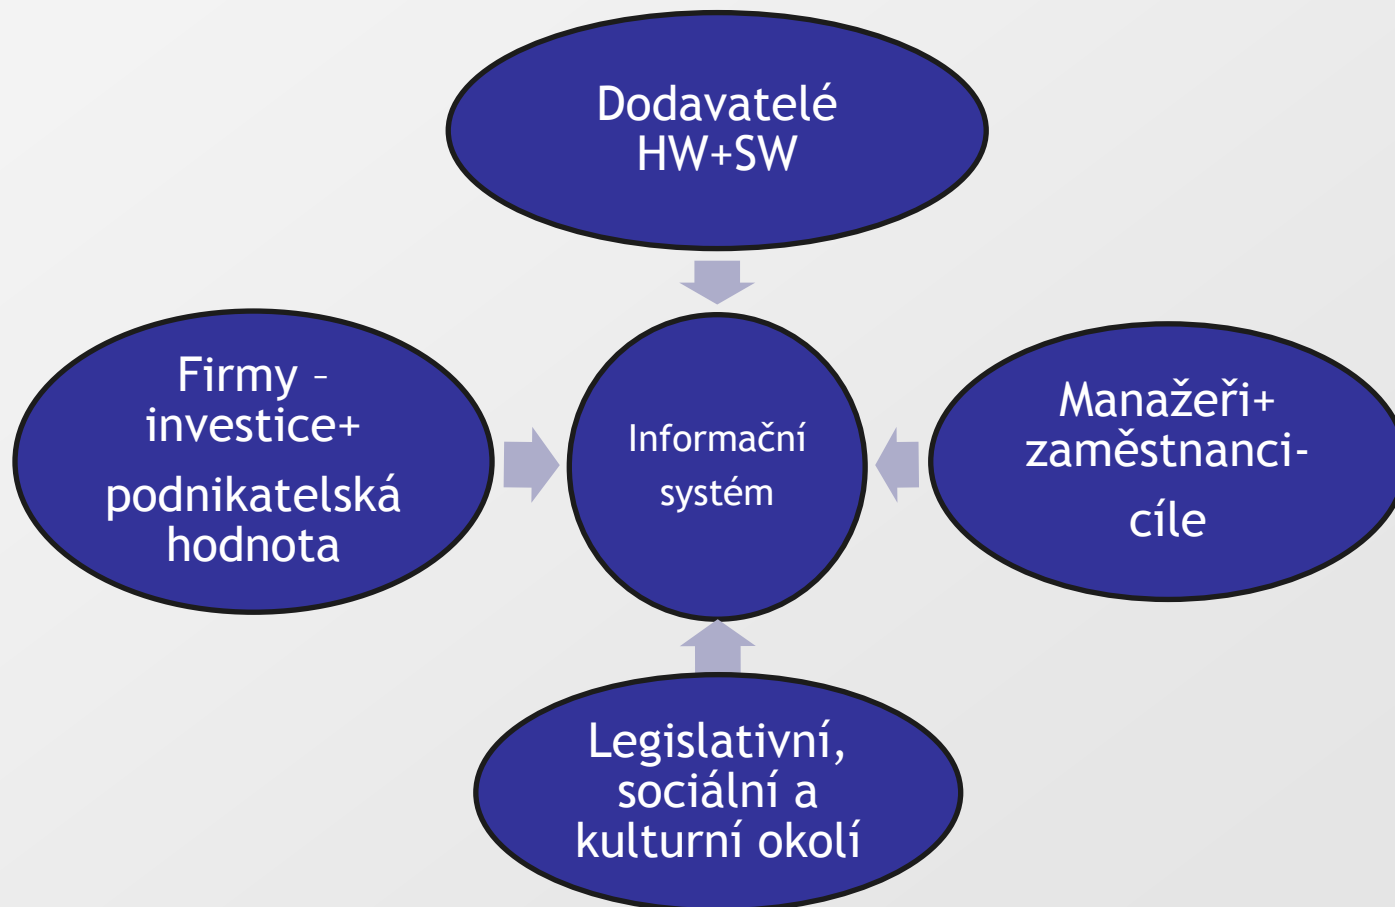 Dodavatelé
HW+SW
Firmy –
investice+
podnikatelská
hodnota
Informační
systém
Manažeři+
zaměstnanci-
cíle
Legislativní,
sociální a
kulturní okolí